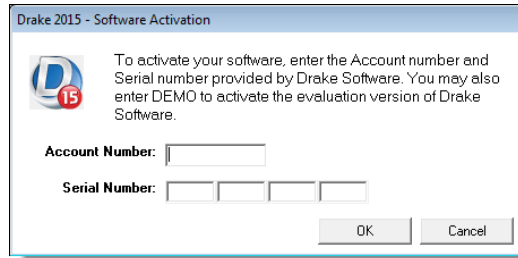 Drake 2015 - Software Activation
D
15
To activate your software, enter the Account number and
Serial number provided by Drake Software. You may also
enter DEMO to activate the evaluation version of Drake
Software.
Account Number:
Serial Number:
OK Cancel